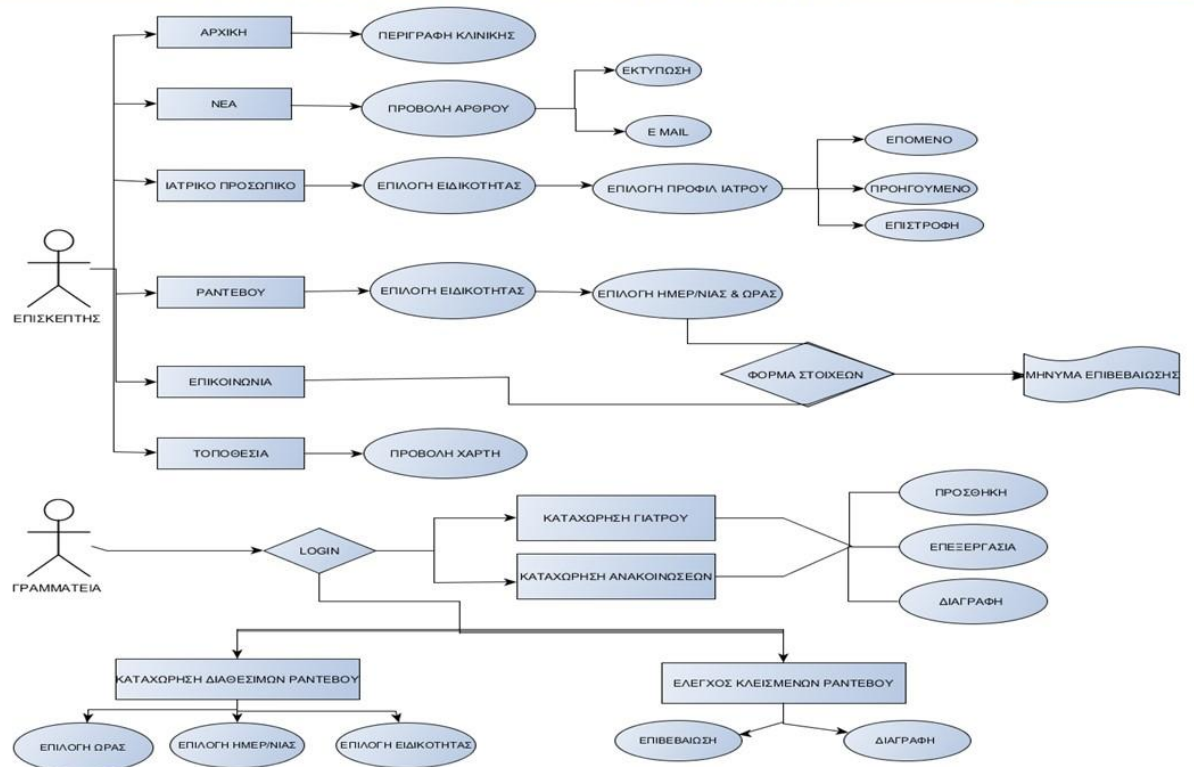 ΑΡΧΙΚΗ
ΠΕΡΙΓΡΑΦΗ ΚΛΙΝΙΚΗΣ
ΝΕΑ
ΠΡΟΒΟΛΗ ΑΡΘΡΟΥ
ΕΚΤΥΠΩΣΗ
E MAIL
ΙΑΤΡΙΚΟ ΠΡΟΣΩΠΙΚΟ
ΕΠΙΛΟΓΗ ΕΙΔΙΚΟΤΗΤΑΣ
ΕΠΙΛΟΓΗ ΠΡΟΦΙΛ ΙΑΤΡΟΥ
ΕΠΟΜΕΝΟ
ΠΡΟΗΓΟΥΜΕΝΟ
ΕΠΙΣΤΡΟΦΗ
ΕΠΙΣΚΕΠΤΗΣ
ΡΑΝΤΕΒΟΥ
ΕΠΙΛΟΓΗ ΕΙΔΙΚΟΤΗΤΑΣ
ΕΠΙΛΟΓΗ ΗΜΕΡ/ΝΙΑΣ & ΩΡΑΣ
ΕΠΙΚΟΙΝΩΝΙΑ
ΦΟΡΜΑ ΣΤΟΙΧΕΩΝ
ΜΗΝΥΜΑ ΕΠΙΒΕΒΑΙΩΣΗΣ
ΤΟΠΟΘΕΣΙΑ
ΠΡΟΒΟΛΗ ΧΑΡΤΗ
ΓΡΑΜΜΑΤΕΙΑ
LOGIN
ΚΑΤΑΧΩΡΗΣΗ ΓΙΑΤΡΟΥ
ΚΑΤΑΧΩΡΗΣΗ ΑΝΑΚΟΙΝΩΣΕΩΝ
ΠΡΟΣΘΗΚΗ
ΕΠΕΞΕΡΓΑΣΙΑ
ΔΙΑΓΡΑΦΗ
ΚΑΤΑΧΩΡΗΣΗ ΔΙΑΘΕΣΙΜΩΝ ΡΑΝΤΕΒΟΥ
ΕΛΕΓΧΟΣ ΚΛΕΙΣΜΕΝΩΝ ΡΑΝΤΕΒΟΥ
ΕΠΙΛΟΓΗ ΩΡΑΣ
ΕΠΙΛΟΓΗ ΗΜΕΡ/ΝΙΑΣ
ΕΠΙΛΟΓΗ ΕΙΔΙΚΟΤΗΤΑΣ
ΕΠΙΒΕΒΑΙΩΣΗ
ΔΙΑΓΡΑΦΗ